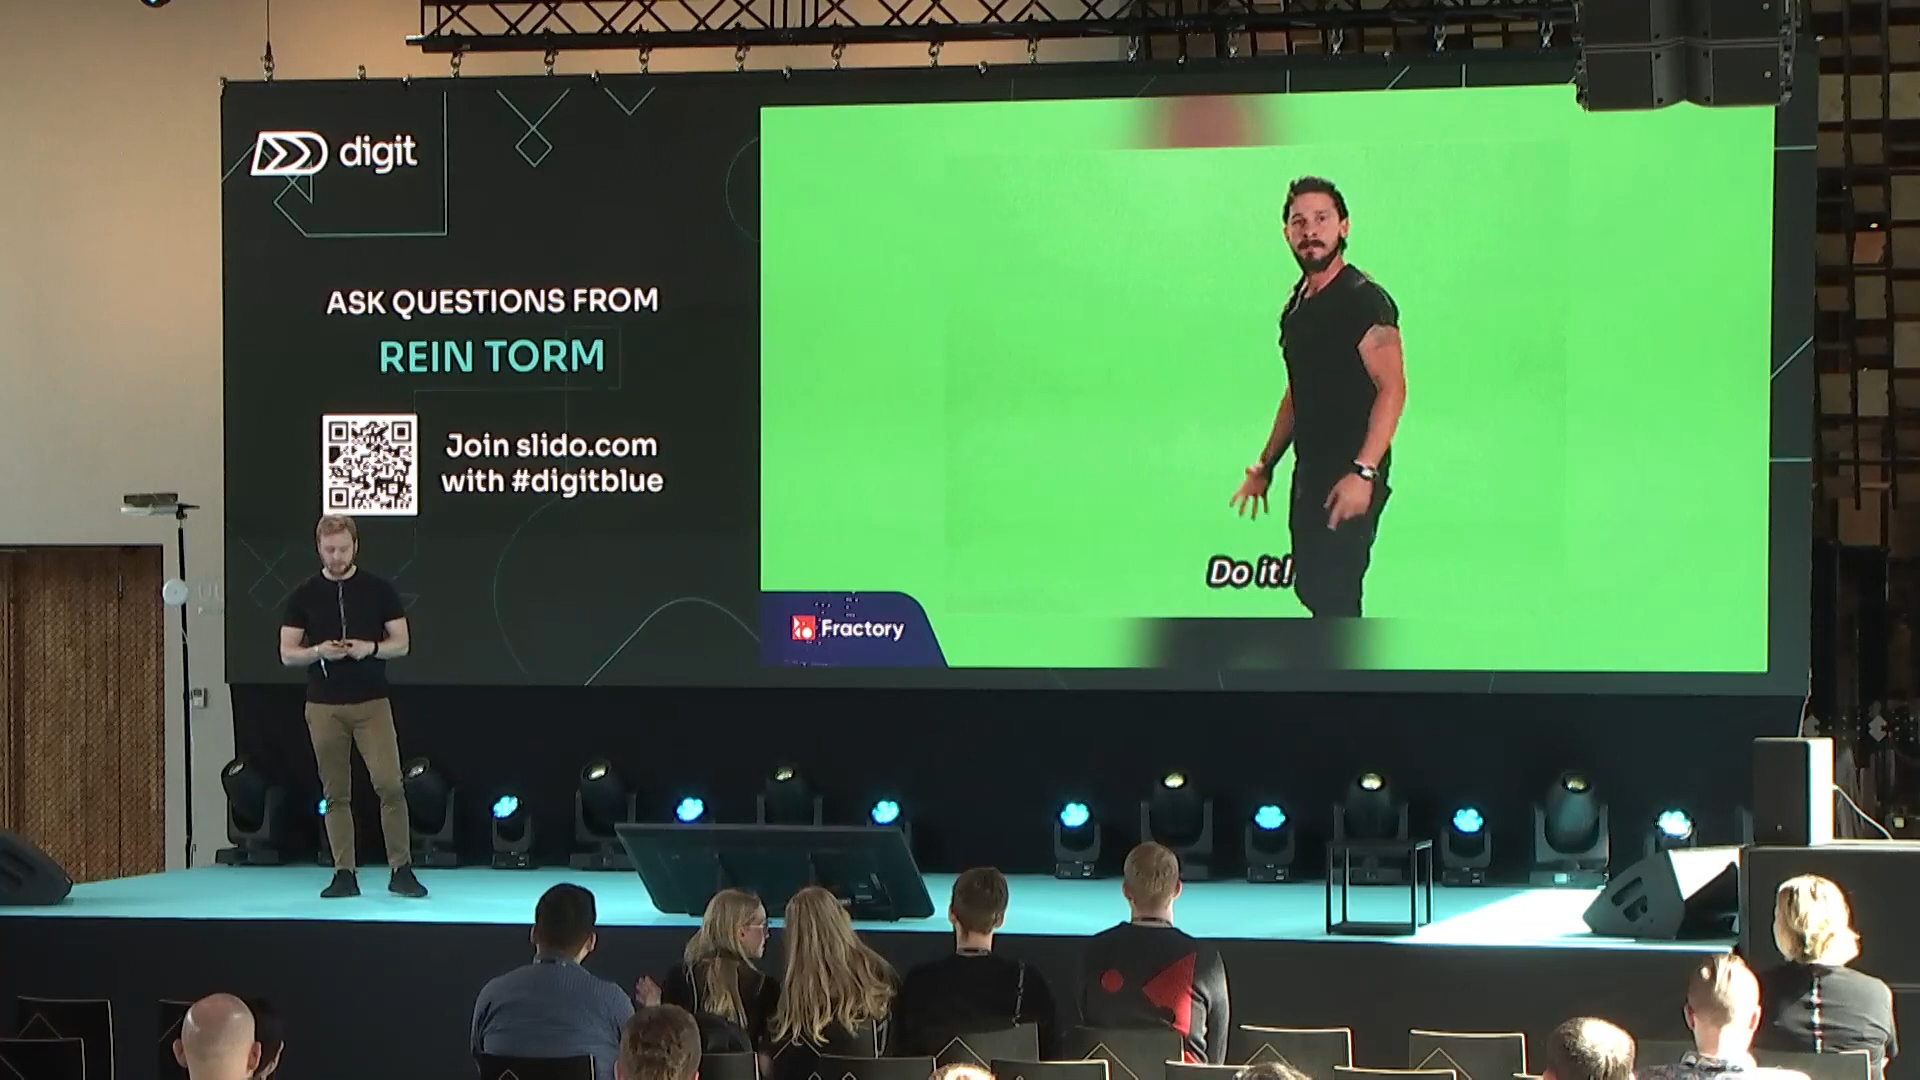 digit
ASK QUESTIONS FROM
REIN TORM
Join slido.com
with #digitblue
Do it!
Fractory